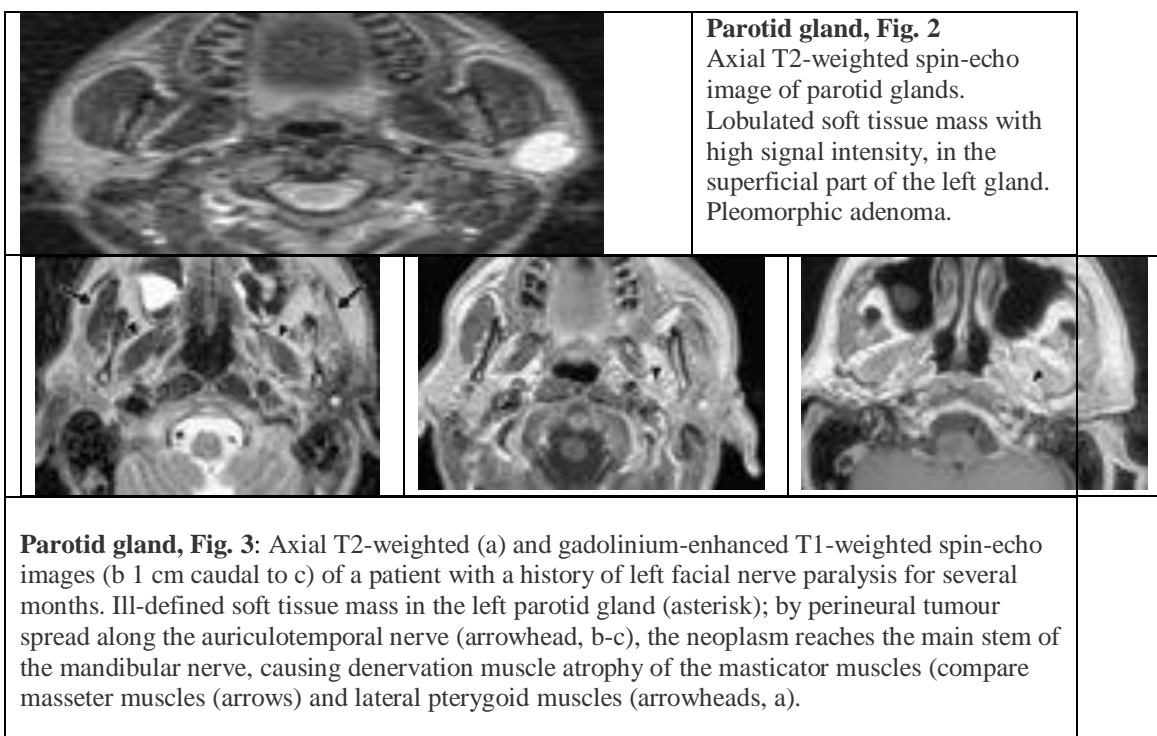 Parotid gland, Fig. 2
Axial T2-weighted spin-echo
image of parotid glands.
Lobulated soft tissue mass with
high signal intensity, in the
superficial part of the left gland.
Pleomorphic adenoma.
Parotid gland, Fig. 3: Axial T2-weighted (a) and gadolinium-enhanced T1-weighted spin-echo
images (b 1 cm caudal to c) of a patient with a history of left facial nerve paralysis for several
months. Ill-defined soft tissue mass in the left parotid gland (asterisk); by perineural tumour
spread along the auriculotemporal nerve (arrowhead, b-c), the neoplasm reaches the main stem of
the mandibular nerve, causing denervation muscle atrophy of the masticator muscles (compare
masseter muscles (arrows) and lateral pterygoid muscles (arrowheads, a).